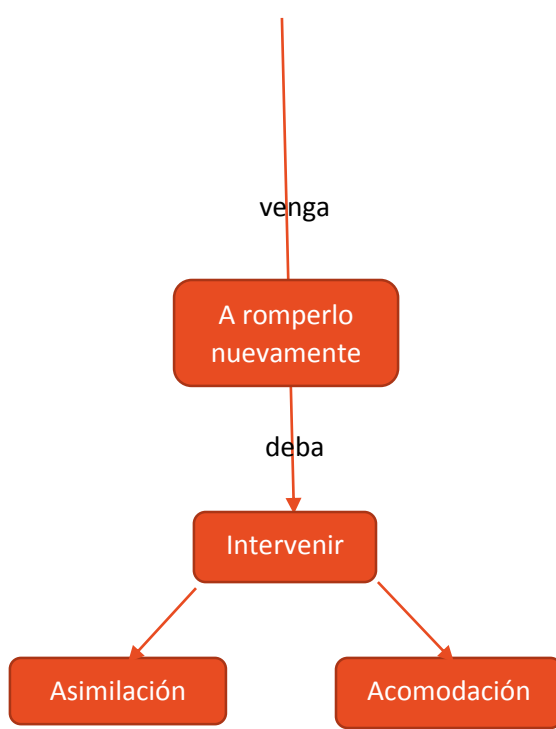 venga
A romperlo
nuevamente
deba
Intervenir
Asimilación
Acomodación